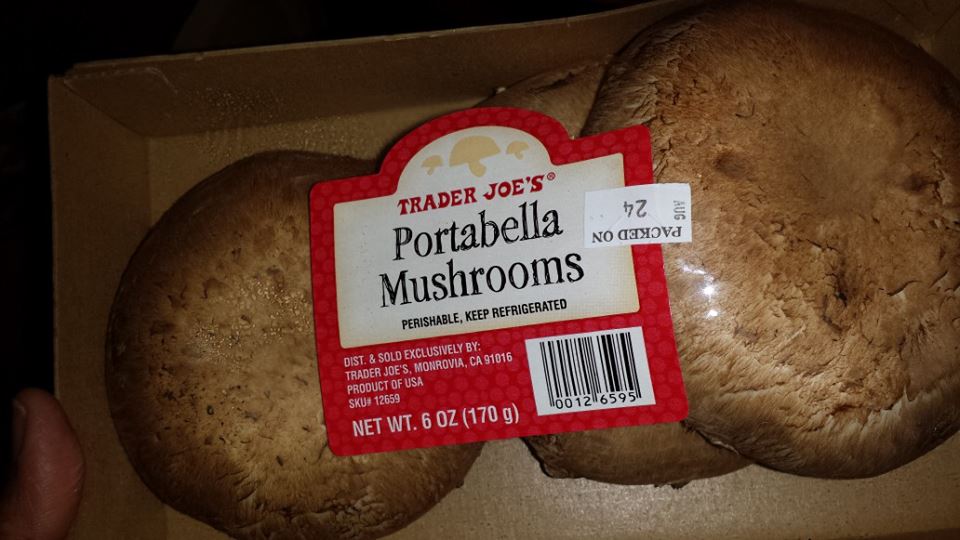 TRADER JOE'S®
Portabella
Mushrooms
PERISHABLE, KEEP REFRIGERATED
PACKED ON
AUG
24
DIST. & SOLD EXCLUSIVELY BY:
TRADER JOE'S, MONROVIA, CA 91016
PRODUCT OF USA
SKU# 12659
NET WT. 6 OZ (170 g)
0012 6595